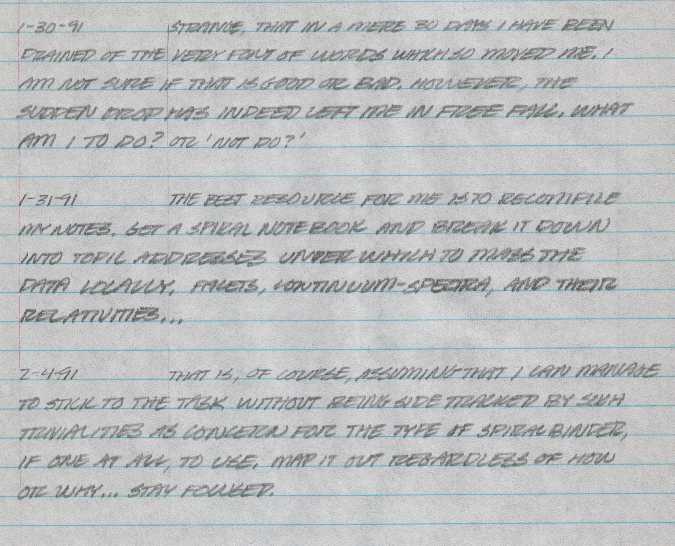 1-30-91 STRANGE, THAT IN A MERE 30 DAYS I HAVE BEEN
DRAINED OF THE VERY FONT OF WORDS WHICH SO MOVED ME. I
AM NOT SURE IF THAT IS GOOD OR BAD. HOWEVER, THE
SUDDEN DROP HAS INDEED LEFT ME IN FREE FALL. WHAT
AM I TO DO? OR 'NOT DO?'
1-31-91 THE BEST RESOURCE FOR ME IS TO RECOMPILE
MY NOTES. GET A SPIRAL NOTEBOOK AND BREAK IT DOWN
INTO TOPIC ADDRESSES UNDER WHICH TO MASS THE
DATA LOCALLY. FACETS, CONTINUUM-SPECTRA, AND THEIR
RELATIVITIES...
2-4-91 THAT IS, OF COURSE, ASSUMING THAT I CAN MANAGE
TO STICK TO THE TASK WITHOUT BEING SIDE TRACKED BY SUCH
TRIVIALITIES AS CONCERN FOR THE TYPE OF SPIRAL BINDER,
IF ONE AT ALL, TO USE. MAP IT OUT REGARDLESS OF HOW
OR WHY... STAY FOCUSED.